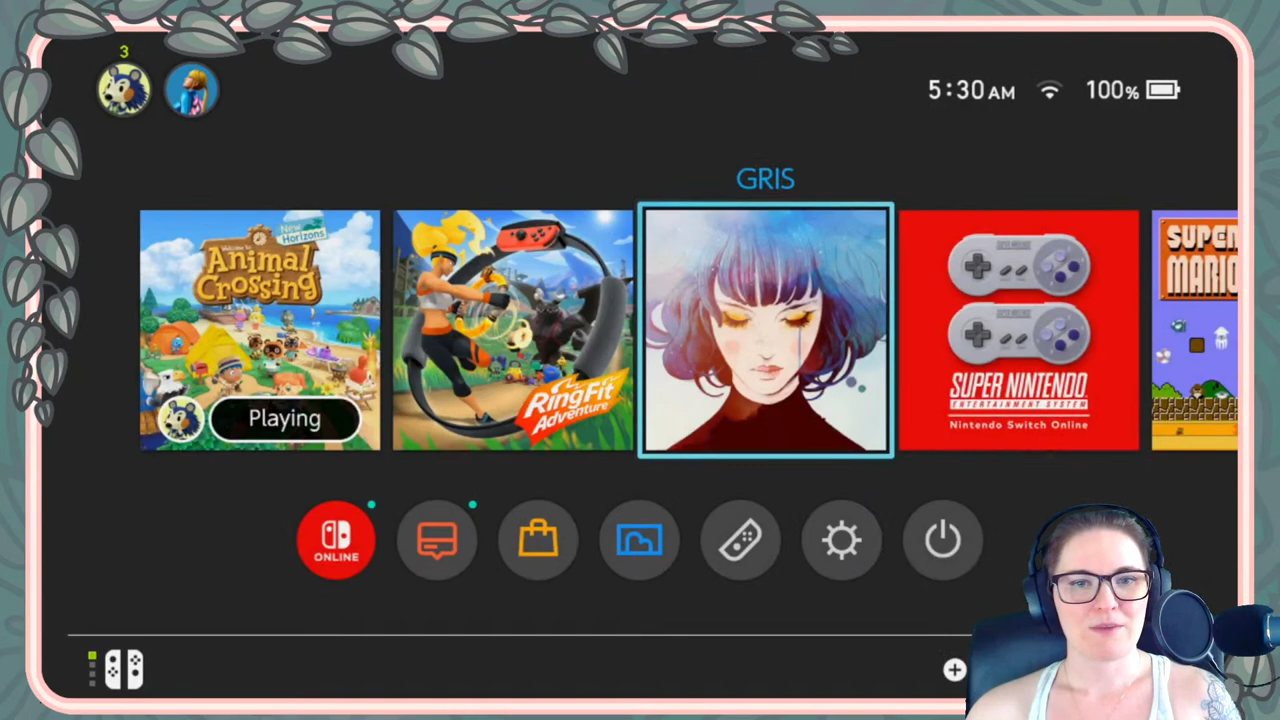 3
5:30 AM
100%
GRIS
Welcome to
Animal
Crossing
New
Horizons
Playing
RingFit
Adventure
SUPER NINTENDO
ENTERTAINMENT SYSTEM
Nintendo Switch Online
SUPER
MARIO
ONLINE